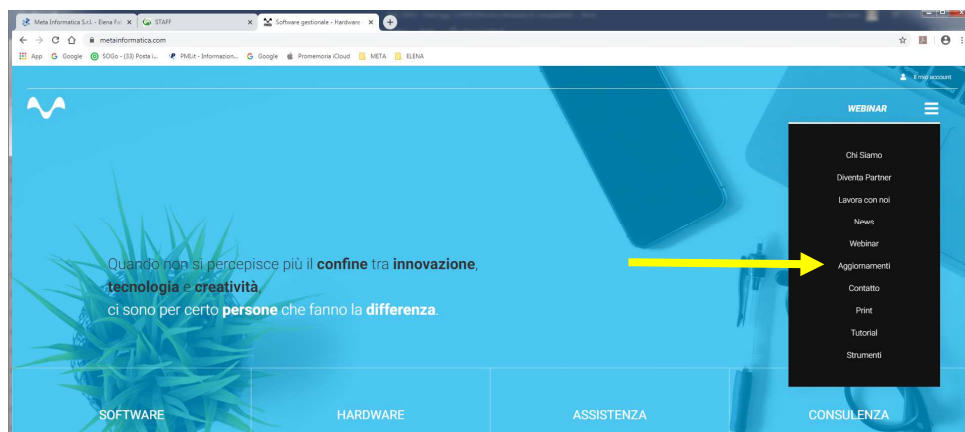 Meta Informatica S.r.l. - Elena Fo
STAFF
Software gestionale - Hardware
metainformatica.com
App
Google
SOGo - (33) Posta i...
PMI.it - Informazion...
Google
Promemoria iCloud
META
ELENA
Il mio account
WEBINAR
Chi Siamo
Diventa Partner
Lavora con noi
News
Webinar
Aggiornamenti
Contatto
Print
Tutorial
Strumenti
Quando non si percepisce più il confine tra innovazione,
tecnologia e creatività,
ci sono per certo persone che fanno la differenza.
SOFTWARE
HARDWARE
ASSISTENZA
CONSULENZA